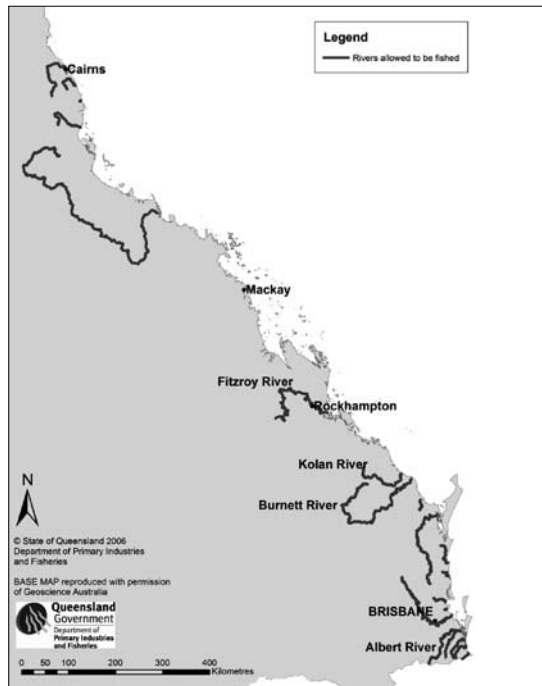 Legend
Rivers allowed to be fished
Cairns
Mackay
Fitzroy River
Rockhampton
Kolan River
Burnett River
N
© State of Queensland 2006
Department of Primary Industries
and Fisheries
BASE MAP reproduced with permission
of Geoscience Australia
BRISBANE
Queensland
Government
Department of
Primary Industries
and Fisheries
Albert River
0 50 100 200 300 400
Kilometres